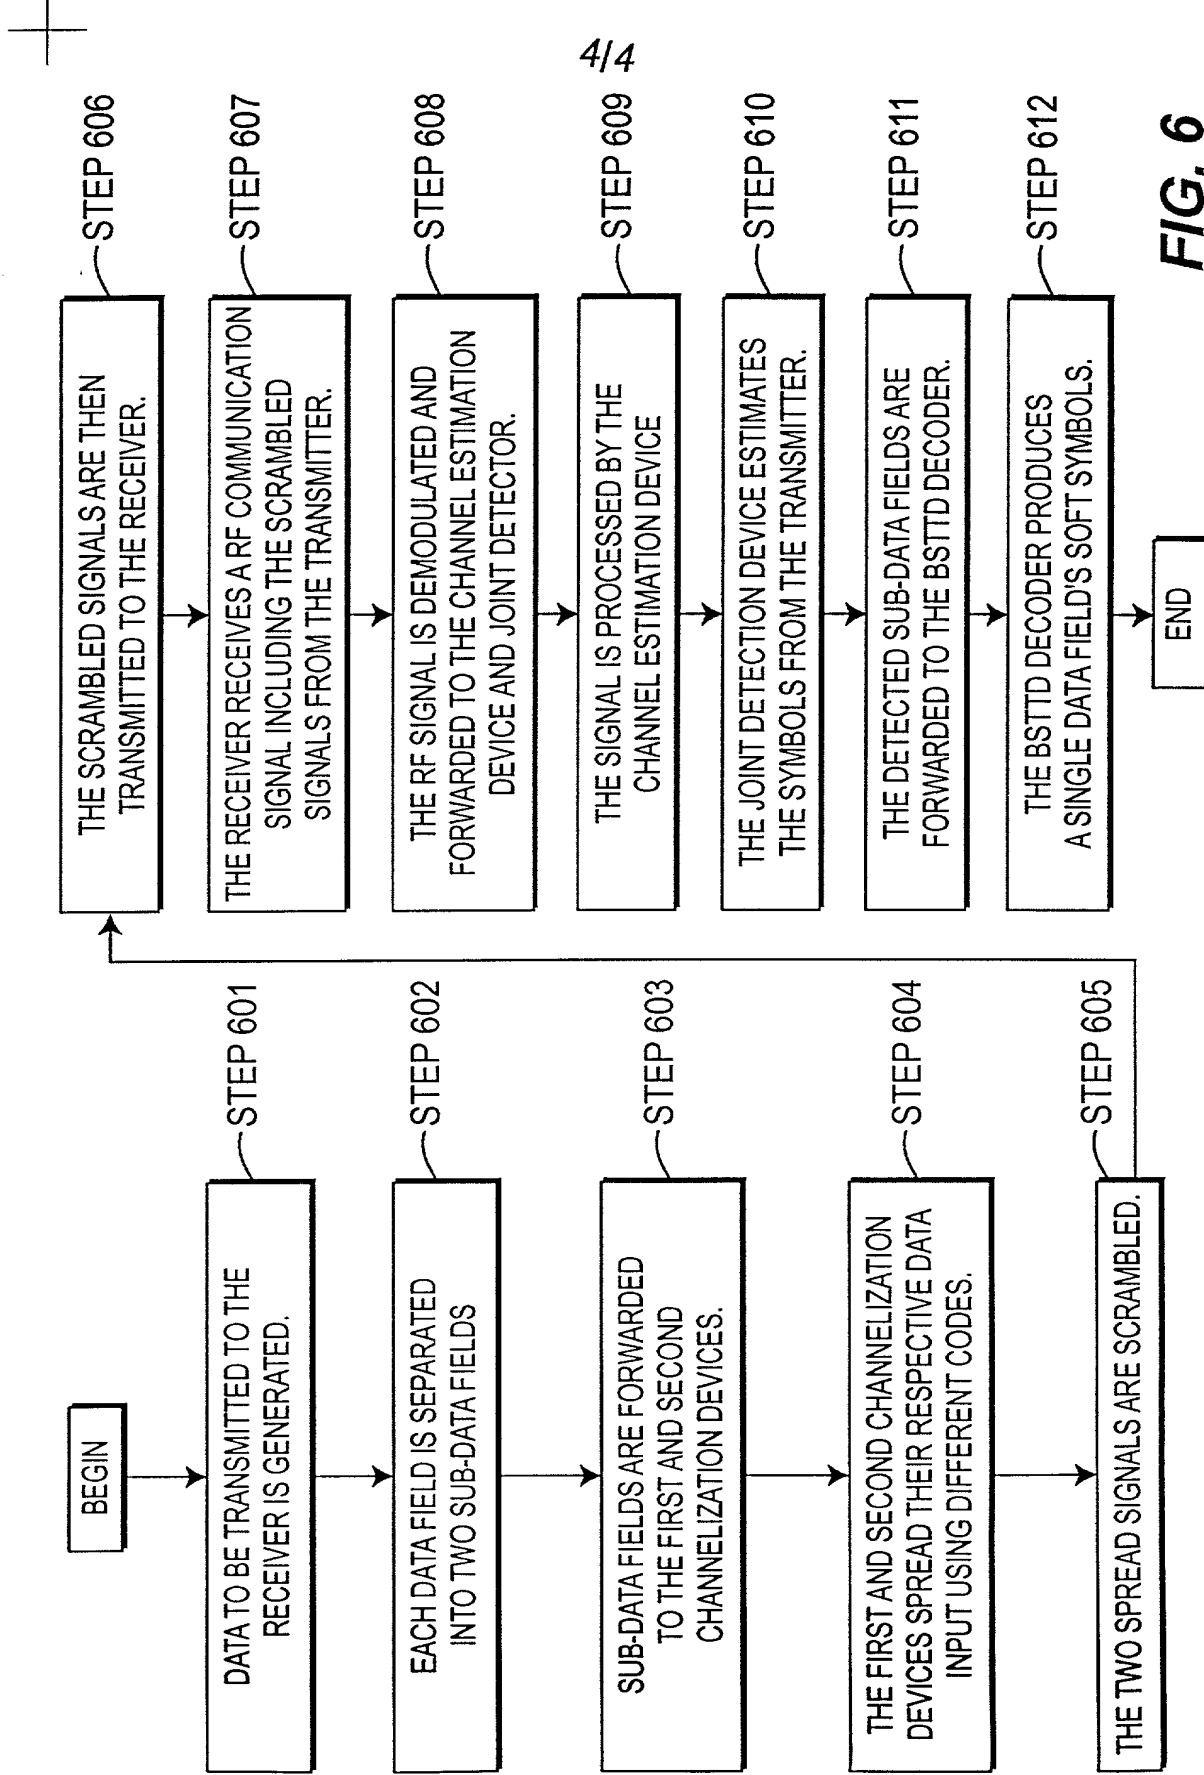 4/4
BEGIN
DATA TO BE TRANSMITTED TO THE
RECEIVER IS GENERATED.
STEP 601
EACH DATA FIELD IS SEPARATED
INTO TWO SUB-DATA FIELDS
STEP 602
SUB-DATA FIELDS ARE FORWARDED
TO THE FIRST AND SECOND
CHANNELIZATION DEVICES.
STEP 603
THE FIRST AND SECOND CHANNELIZATION
DEVICES SPREAD THEIR RESPECTIVE DATA
INPUT USING DIFFERENT CODES.
STEP 604
THE TWO SPREAD SIGNALS ARE SCRAMBLED.
STEP 605
THE SCRAMBLED SIGNALS ARE THEN
TRANSMITTED TO THE RECEIVER.
STEP 606
THE RECEIVER RECEIVES A RF COMMUNICATION
SIGNAL INCLUDING THE SCRAMBLED
SIGNALS FROM THE TRANSMITTER.
STEP 607
THE RF SIGNAL IS DEMODULATED AND
FORWARDED TO THE CHANNEL ESTIMATION
DEVICE AND JOINT DETECTOR.
STEP 608
THE SIGNAL IS PROCESSED BY THE
CHANNEL ESTIMATION DEVICE
STEP 609
THE JOINT DETECTION DEVICE ESTIMATES
THE SYMBOLS FROM THE TRANSMITTER.
STEP 610
THE DETECTED SUB-DATA FIELDS ARE
FORWARDED TO THE BSTTD DECODER.
STEP 611
THE BSTTD DECODER PRODUCES
A SINGLE DATA FIELD'S SOFT SYMBOLS.
STEP 612
END
FIG. 6